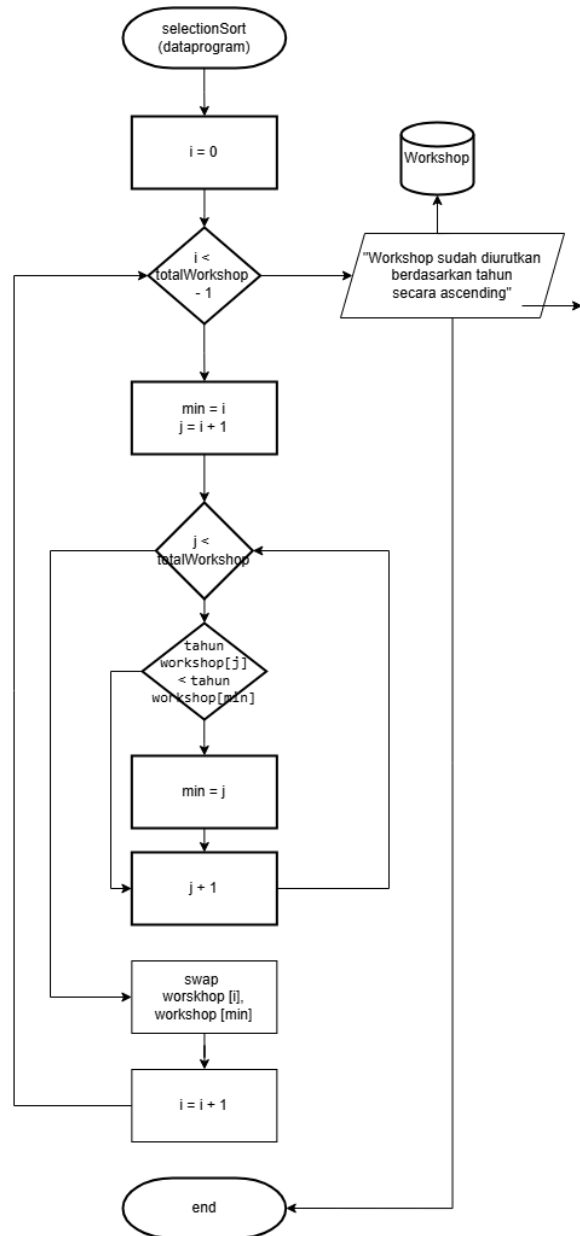 selectionSort
(dataprogram)
i = 0
Workshop
i <
totalWorkshop
- 1
"Workshop sudah diurutkan
berdasarkan tahun
secara ascending"
min = i
j = i + 1
j <
totalWorkshop
tahun
workshop[j]
< tahun
workshop[min]
min = j
j + 1
swap
worskhop [i],
workshop [min]
i = i + 1
end